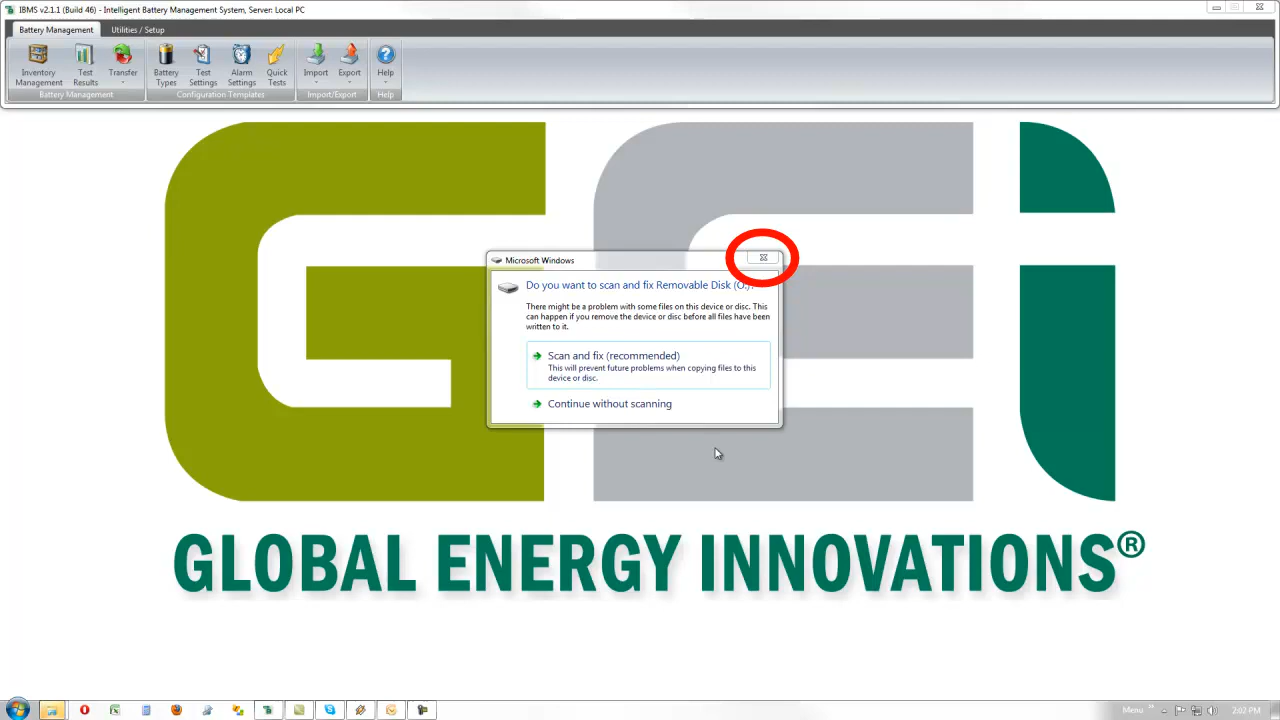 IBMS v2.1.1 (Build 46) - Intelligent Battery Management System, Server: Local PC
Battery Management
Utilities / Setup
Inventory Management
Test Results
Transfer
Battery Types
Test Settings
Alarm Settings
Quick Tests
Import
Export
Help
Battery Management
Configuration Templates
Import/Export
Help
GEi
Microsoft Windows
Do you want to scan and fix Removable Disk (O:)?
There might be a problem with some files on this device or disc. This
can happen if you remove the device or disc before all files have been
written to it.
Scan and fix (recommended)
This will prevent future problems when copying files to this
device or disc.
Continue without scanning
GLOBAL ENERGY INNOVATIONS®
Menu
2:02 PM